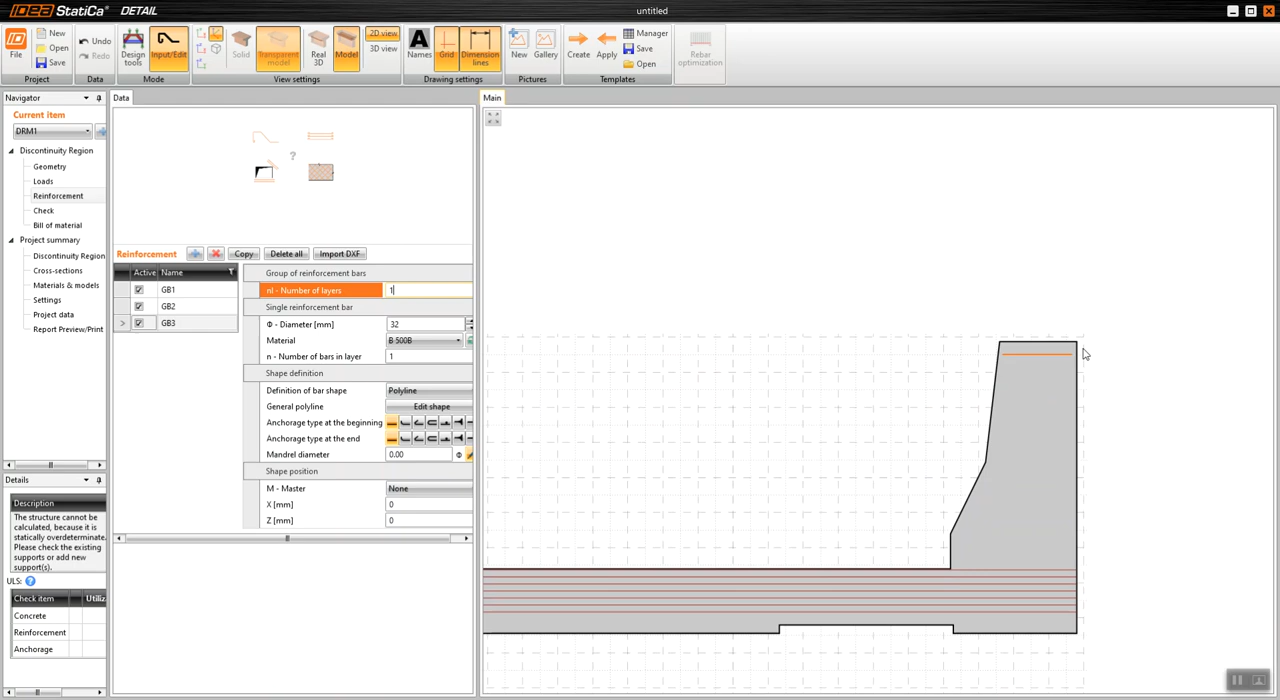 IDEA StatiCa® DETAIL
untitled
File
New
Open
Save
Project
Undo
Redo
Data
Design tools
Input/Edit
Mode
Solid
Transparent model
Real 3D
Model
2D view
3D view
View settings
Names
Grid
Dimension lines
Drawing settings
New
Gallery
Pictures
Create
Apply
Manager
Save
Open
Templates
Rebar optimization
Navigator
Current item
DRM1
Discontinuity Region
Geometry
Loads
Reinforcement
Check
Bill of material
Project summary
Discontinuity Region
Cross-sections
Materials & models
Settings
Project data
Report Preview/Print
Details
Description
The structure cannot be
calculated, because it is
statically overdeterminate.
Please check the existing
supports or add new
support(s).
ULS:
Check item Utiliz
Concrete
Reinforcement
Anchorage
Data
?
Reinforcement
Copy
Delete all
Import DXF
Active Name
GB1
GB2
GB3
Group of reinforcement bars
nl - Number of layers 1
Single reinforcement bar
Φ - Diameter [mm] 32
Material B 500B
n - Number of bars in layer 1
Shape definition
Definition of bar shape Polyline
General polyline Edit shape
Anchorage type at the beginning
Anchorage type at the end
Mandrel diameter 0.00 Φ
Shape position
M - Master None
X [mm] 0
Z [mm] 0
Main